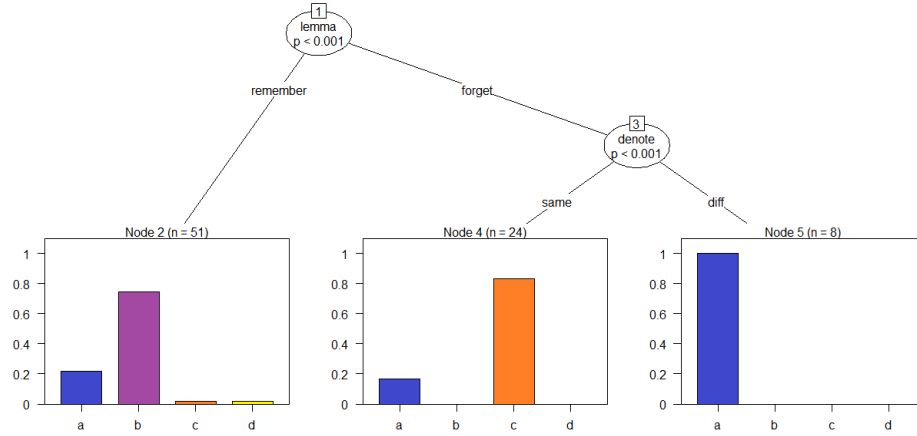 1
lemma
p < 0.001
remember
forget
3
denote
p < 0.001
same
diff
Node 2 (n = 51)
1
0.8
0.6
0.4
0.2
0
a b c d
Node 4 (n = 24)
1
0.8
0.6
0.4
0.2
0
a b c d
Node 5 (n = 8)
1
0.8
0.6
0.4
0.2
0
a b c d